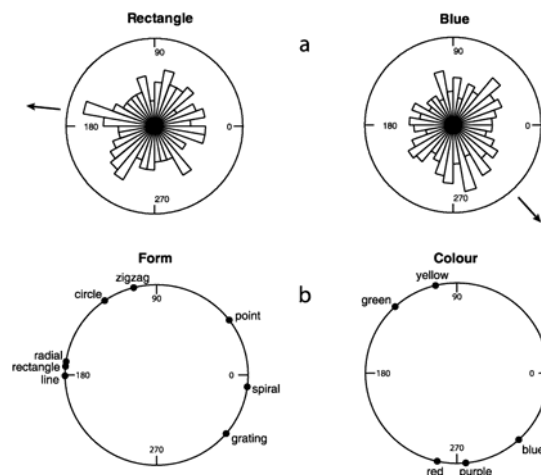 Rectangle
a
Blue
90
180
0
270
90
180
0
270
Form
b
Colour
zigzag
circle
90
point
radial
rectangle
line
180
0
spiral
grating
270
yellow
green
90
180
0
blue
270
red
purple